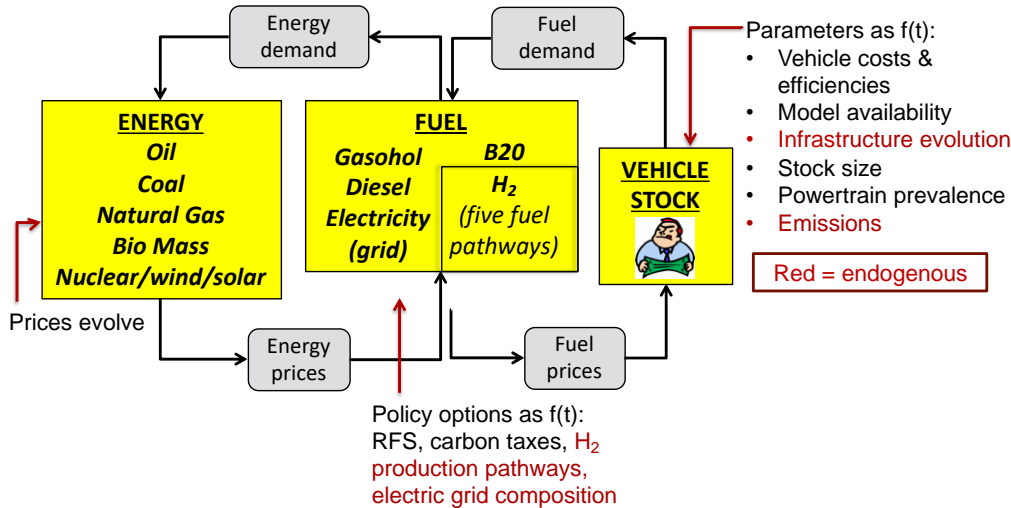 Energy
demand
Fuel
demand
Parameters as f(t):
• Vehicle costs &
efficiencies
• Model availability
• Infrastructure evolution
• Stock size
• Powertrain prevalence
• Emissions
Red = endogenous
ENERGY
Oil
Coal
Natural Gas
Bio Mass
Nuclear/wind/solar
FUEL
Gasohol
Diesel
Electricity
(grid)
B20
H₂
(five fuel
pathways)
VEHICLE
STOCK
Prices evolve
Energy
prices
Fuel
prices
Policy options as f(t):
RFS, carbon taxes, H₂
production pathways,
electric grid composition